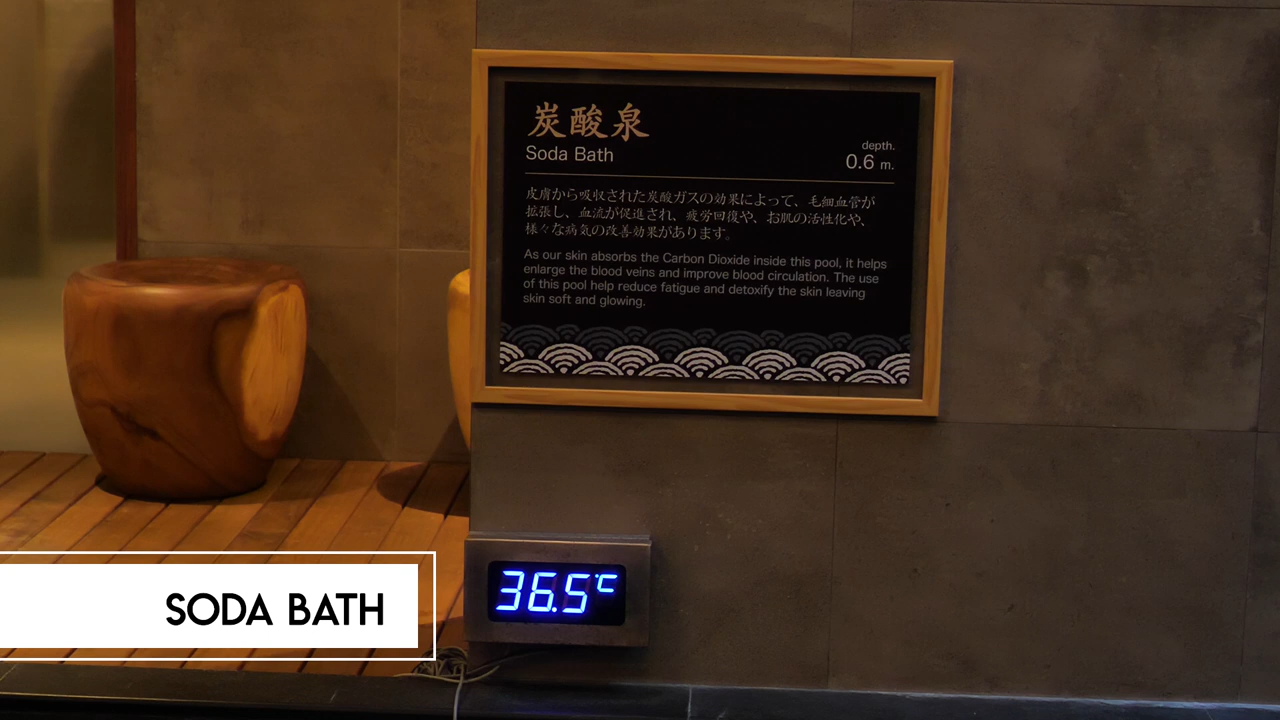 炭酸泉
Soda Bath
depth.
0.6 m.
皮膚から吸収された炭酸ガスの効果によって、毛細血管が
拡張し、血流が促進され、疲労回復や、お肌の活性化や、
様々な病気の改善効果があります。
As our skin absorbs the Carbon Dioxide inside this pool, it helps
enlarge the blood veins and improve blood circulation. The use
of this pool help reduce fatigue and detoxify the skin leaving
skin soft and glowing.
36.5℃
SODA BATH